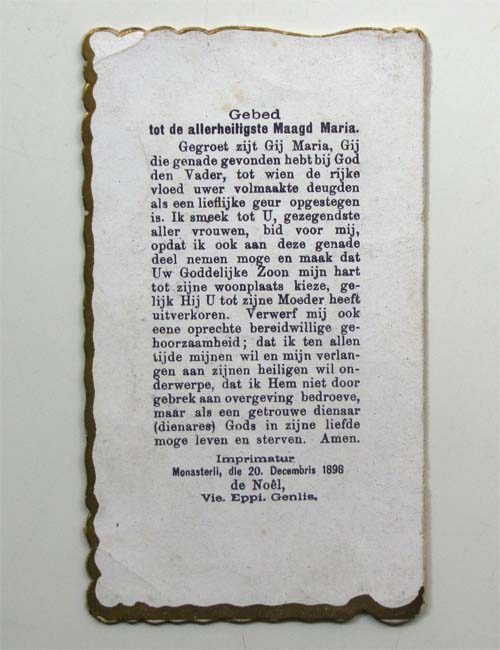 Gebed
tot de allerheiligste Maagd Maria.
Gegroet zijt Gij Maria, Gij
die genade gevonden hebt bij God
den Vader, tot wien de rijke
vloed uwer volmaakte deugden
als een lieflijke geur opgestegen
is. Ik smeek tot U, gezegendste
aller vrouwen, bid voor mij,
opdat ik ook aan deze genade
deel nemen moge en maak dat
Uw Goddelijke Zoon mijn hart
tot zijne woonplaats kieze, ge-
lijk Hij U tot zijne Moeder heeft
uitverkoren. Verwerf mij ook
eene oprechte bereidwillige ge-
hoorzaamheid; dat ik ten allen
tijde mijnen wil en mijn verlan-
gen aan zijnen heiligen wil on-
derwerpe, dat ik Hem niet door
gebrek aan overgeving bedroeve,
maar als een getrouwe dienaar
(dienares) Gods in zijne liefde
moge leven en sterven. Amen.
Imprimatur
Monasterii, die 20. Decembris 1898
de Noêl,
Vic. Eppi. Genlis.